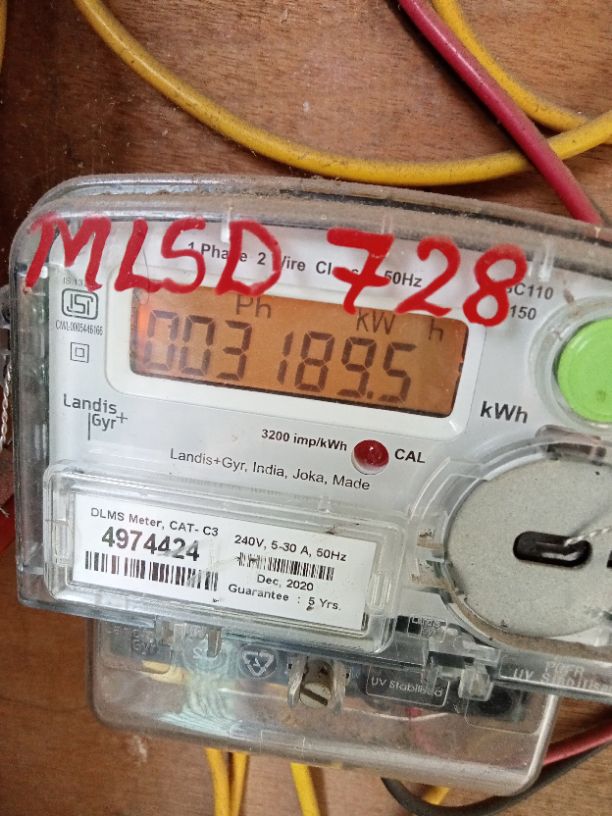 MLSD 728
1 Phase 2 Wire
50Hz
Ph kW h
003189.5
kWh
Landis
Gyr+
3200 imp/kWh
CAL
Landis+Gyr, India, Joka, Made
DLMS Meter, CAT- C3
240V, 5-30 A, 50Hz
4974424
Dec, 2020
Guarantee : 5 Yrs.
UV Stabilised